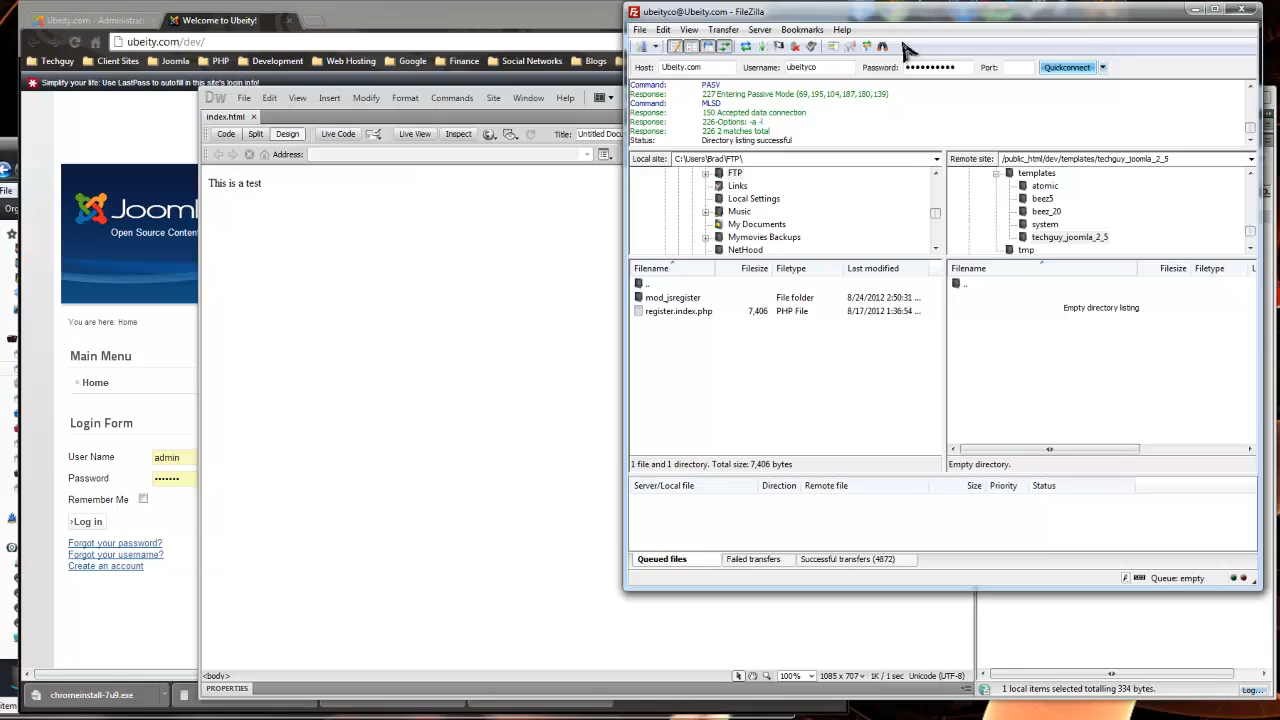 Ubeity.com - Administrati
Welcome to Ubeity!
ubeity.com/dev/
Techguy
Client Sites
Joomla
PHP
Development
Web Hosting
Google
Finance
Social Networks
Blogs
Simplify your life: Use LastPass to autofill in this site's login info!
Joom
Open Source Conten
You are here: Home
Main Menu
Home
Login Form
User Name
admin
Password
•••••••
Remember Me
Log in
Forgot your password?
Forgot your username?
Create an account
chromeinstall-7u9.exe
File
Org
item
Dw
File
Edit
View
Insert
Modify
Format
Commands
Site
Window
Help
index.html
Code
Split
Design
Live Code
Live View
Inspect
Title:
Untitled Docu
Address:
This is a test
<body>
100%
1085 x 707
1K / 1 sec
Unicode (UTF-8)
PROPERTIES
ubeityco@Ubeity.com - FileZilla
File
Edit
View
Transfer
Server
Bookmarks
Help
Host:
Ubeity.com
Username:
ubeityco
Password:
••••••••••
Port:
Quickconnect
Command: PASV
Response: 227 Entering Passive Mode (69,195,104,187,180,139)
Command: MLSD
Response: 150 Accepted data connection
Response: 226-Options: -a -l
Response: 226 2 matches total
Status: Directory listing successful
Local site:
C:\Users\Brad\FTP\
FTP
Links
Local Settings
Music
My Documents
Mymovies Backups
NetHood
Remote site:
/public_html/dev/templates/techguy_joomla_2_5
templates
atomic
beez5
beez_20
system
techguy_joomla_2_5
tmp
Filename
Filesize
Filetype
Last modified
..
mod_jsregister File folder 8/24/2012 2:50:31 ...
register.index.php 7,406 PHP File 8/17/2012 1:36:54 ...
1 file and 1 directory. Total size: 7,406 bytes
Filename
Filesize
Filetype
L
..
Empty directory listing
Empty directory.
Server/Local file
Direction
Remote file
Size
Priority
Status
Queued files
Failed transfers
Successful transfers (4872)
Queue: empty
1 local items selected totalling 334 bytes.
Log...